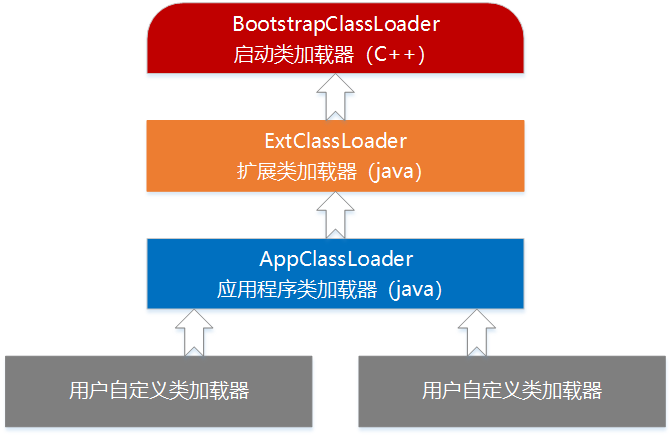 BootstrapClassLoader
启动类加载器（C++）
ExtClassLoader
扩展类加载器（java）
AppClassLoader
应用程序类加载器（java）
用户自定义类加载器
用户自定义类加载器